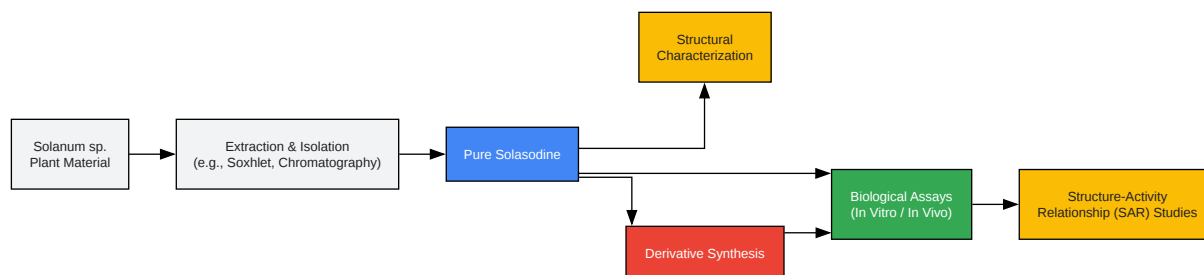 Solanum sp.
Plant Material
Extraction & Isolation
(e.g., Soxhlet, Chromatography)
Pure Solasodine
Structural
Characterization
Derivative Synthesis
Biological Assays
(In Vitro / In Vivo)
Structure-Activity
Relationship (SAR) Studies